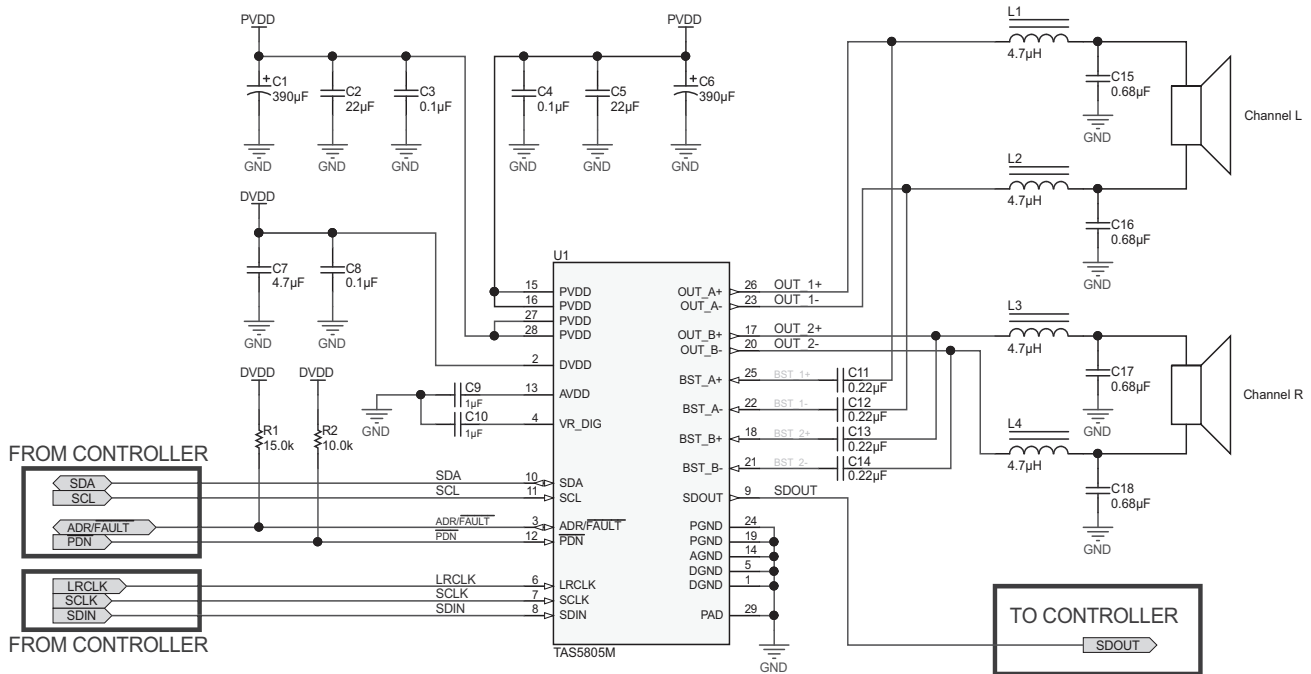 PVDD
PVDD
C1
390µF
C2
22µF
C3
0.1µF
C4
0.1µF
C5
22µF
C6
390µF
GND
GND
GND
GND
GND
GND
L1
4.7µH
C15
0.68µF
GND
Channel L
L2
4.7µH
C16
0.68µF
GND
DVDD
C7
4.7µF
C8
0.1µF
GND
GND
U1
15 PVDD
16 PVDD
27 PVDD
28 PVDD
2 DVDD
13 AVDD
4 VR_DIG
10 SDA
11 SCL
3 ADR/FAULT
12 PDN
6 LRCLK
7 SCLK
8 SDIN
TAS5805M
OUT_A+ 26 OUT_1+
OUT_A- 23 OUT_1-
OUT_B+ 17 OUT_2+
OUT_B- 20 OUT_2-
BST_A+ 25 BST_1+
BST_A- 22 BST_1-
BST_B+ 18 BST_2+
BST_B- 21 BST_2-
SDOUT 9 SDOUT
PGND 24
PGND 19
AGND 14
DGND 5
DGND 1
PAD 29
GND
C11
0.22µF
C12
0.22µF
C13
0.22µF
C14
0.22µF
L3
4.7µH
C17
0.68µF
GND
Channel R
L4
4.7µH
C18
0.68µF
GND
DVDD
DVDD
R1
15.0k
R2
10.0k
C9
1µF
C10
1µF
GND
FROM CONTROLLER
SDA
SCL
ADR/FAULT
PDN
SDA
SCL
ADR/FAULT
PDN
LRCLK
SCLK
SDIN
LRCLK
SCLK
SDIN
FROM CONTROLLER
TO CONTROLLER
SDOUT